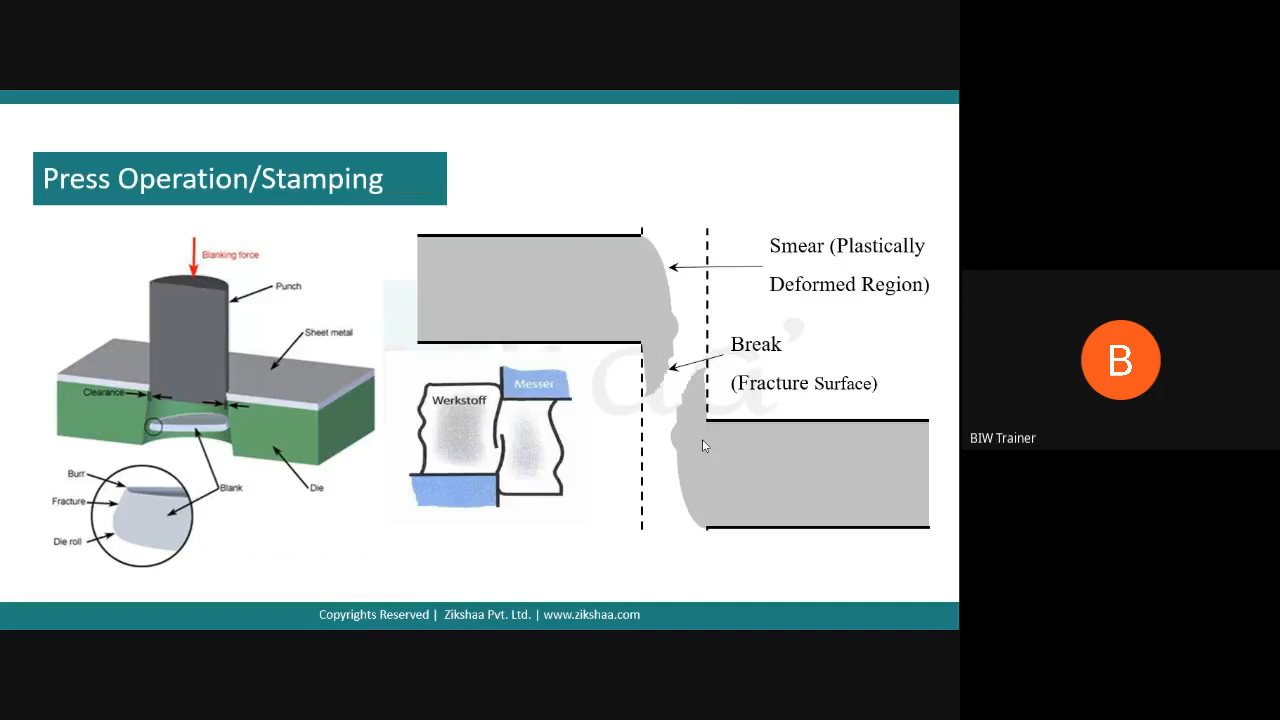 Press Operation/Stamping
Blanking force
Punch
Sheet metal
Clearance
Burr
Fracture
Die roll
Blank
Die
Messer
Werkstoff
Smear (Plastically
Deformed Region)
Break
(Fracture Surface)
B
BIW Trainer
Copyrights Reserved | Zikshaa Pvt. Ltd. | www.zikshaa.com